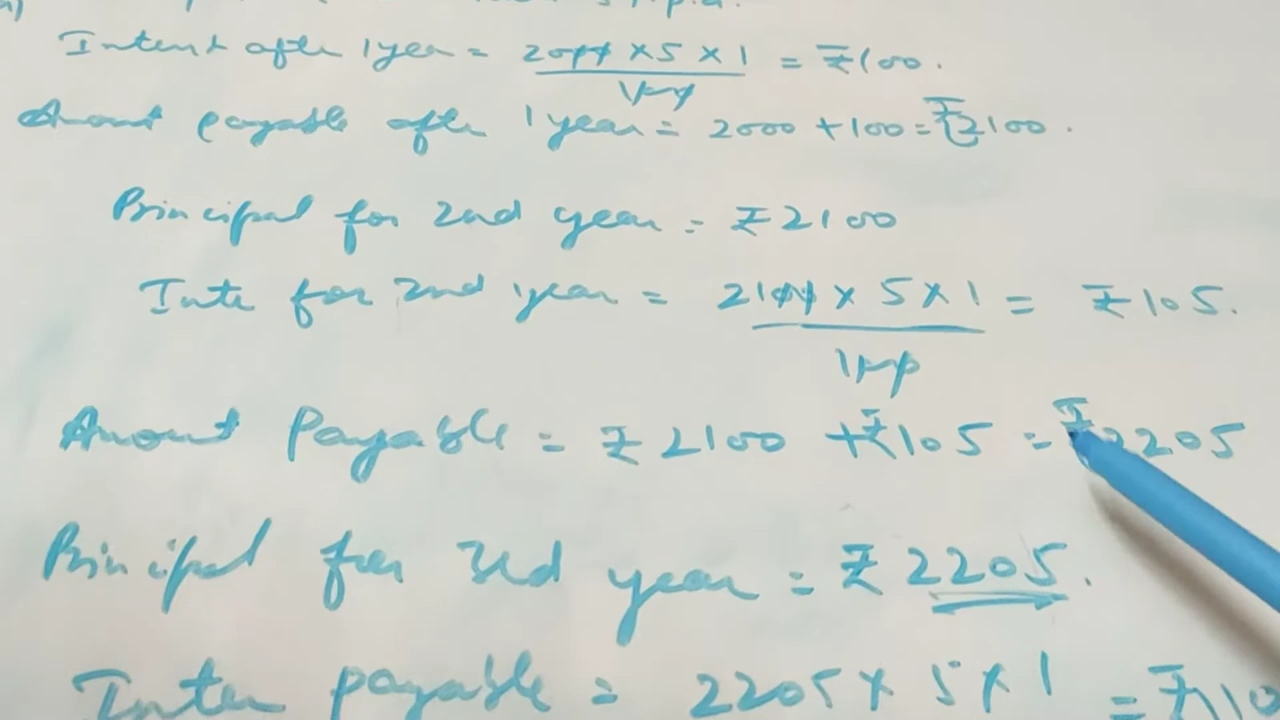 Interest after 1 year = 2000 × 5 × 1 = ₹100.
100
Amount payable after 1 year = 2000 + 100 = ₹2100.
Principal for 2nd year = ₹2100
Inte for 2nd year = 2100 × 5 × 1 = ₹105.
100
Amount Payable = ₹2100 + ₹105 = ₹2205
Principal for 3rd year = ₹2205.
Inter payable = 2205 × 5 × 1 = ₹10